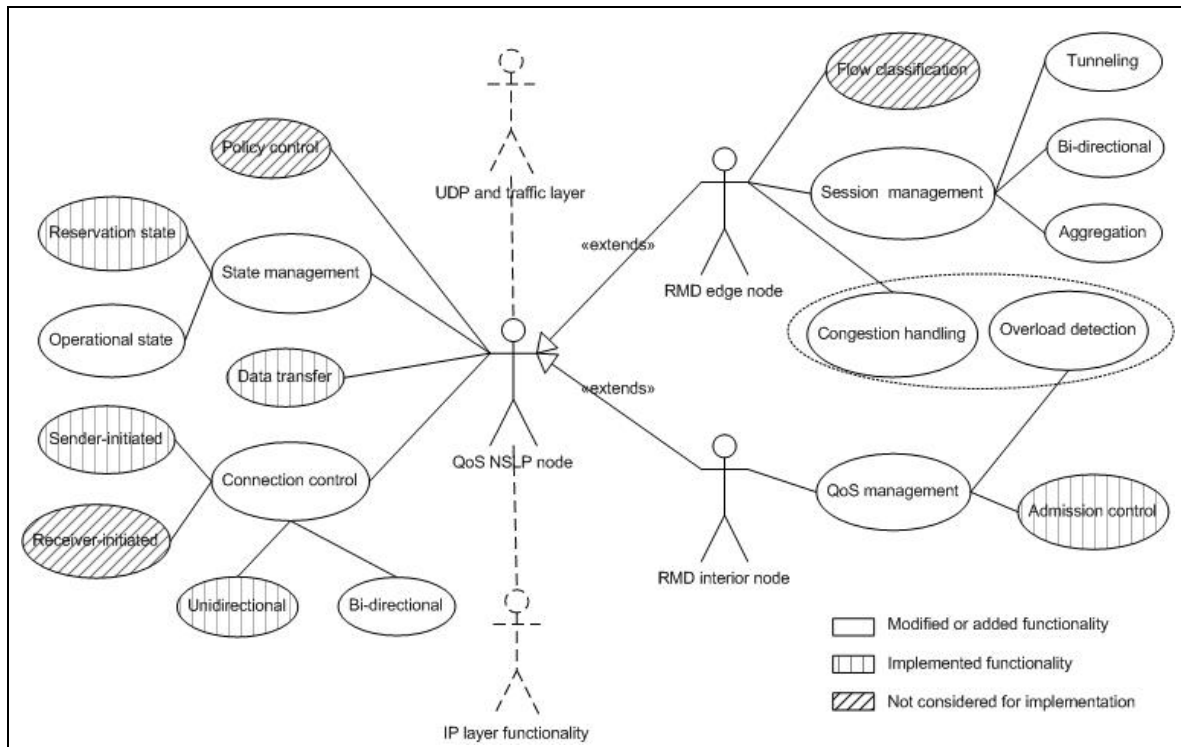 Policy control
Reservation state
State management
Operational state
Data transfer
Sender-initiated
Connection control
Receiver-initiated
Unidirectional
Bi-directional
UDP and traffic layer
QoS NSLP node
IP layer functionality
«extends»
«extends»
Flow classification
Tunneling
Session management
Bi-directional
Aggregation
RMD edge node
Congestion handling
Overload detection
QoS management
Admission control
RMD interior node
Modified or added functionality
Implemented functionality
Not considered for implementation